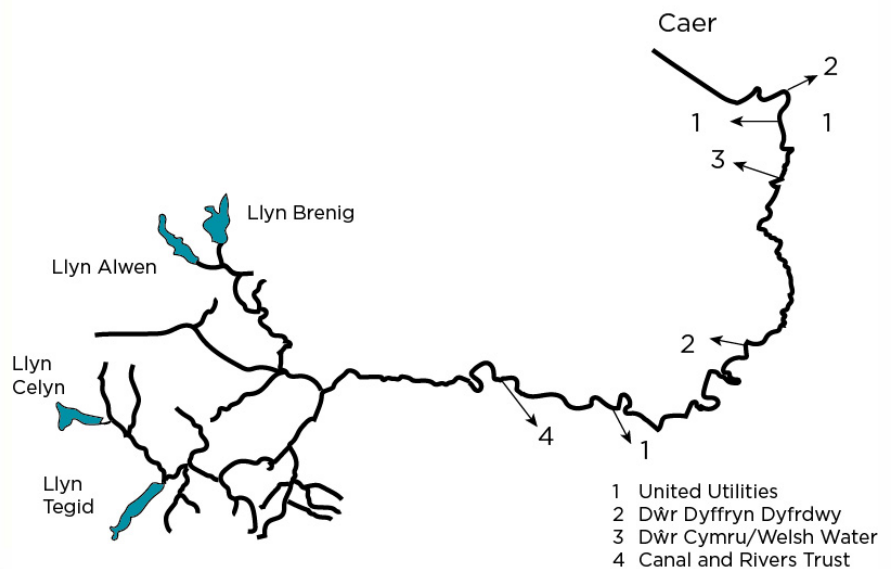 Caer
2
1
1
3
Llyn Brenig
Llyn Alwen
2
Llyn
Celyn
4
1
Llyn
Tegid
1 United Utilities
2 Dŵr Dyffryn Dyfrdwy
3 Dŵr Cymru/Welsh Water
4 Canal and Rivers Trust